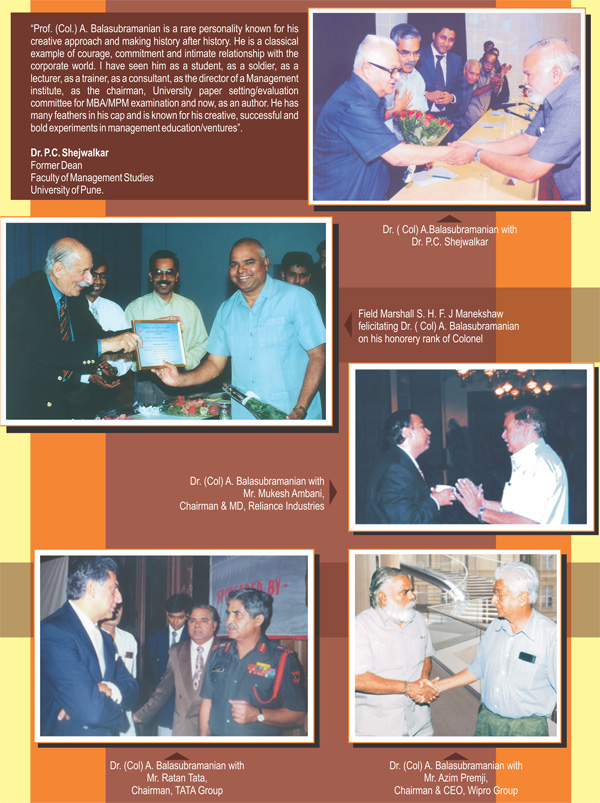 “Prof. (Col.) A. Balasubramanian is a rare personality known for his
creative approach and making history after history. He is a classical
example of courage, commitment and intimate relationship with the
corporate world. I have seen him as a student, as a soldier, as a
lecturer, as a trainer, as a consultant, as the director of a Management
institute, as the chairman, University paper setting/evaluation
committee for MBA/MPM examination and now, as an author. He has
many feathers in his cap and is known for his creative, successful and
bold experiments in management education/ventures”.
Dr. P.C. Shejwalkar
Former Dean
Faculty of Management Studies
University of Pune.
Dr. ( Col) A.Balasubramanian with
Dr. P.C. Shejwalkar
Field Marshall S. H. F. J Manekshaw
felicitating Dr. ( Col) A. Balasubramanian
on his honorery rank of Colonel
Dr. (Col) A. Balasubramanian with
Mr. Mukesh Ambani,
Chairman & MD, Reliance Industries
BY -
Dr. (Col) A. Balasubramanian with
Mr. Ratan Tata,
Chairman, TATA Group
Dr. (Col) A. Balasubramanian with
Mr. Azim Premji,
Chairman & CEO, Wipro Group